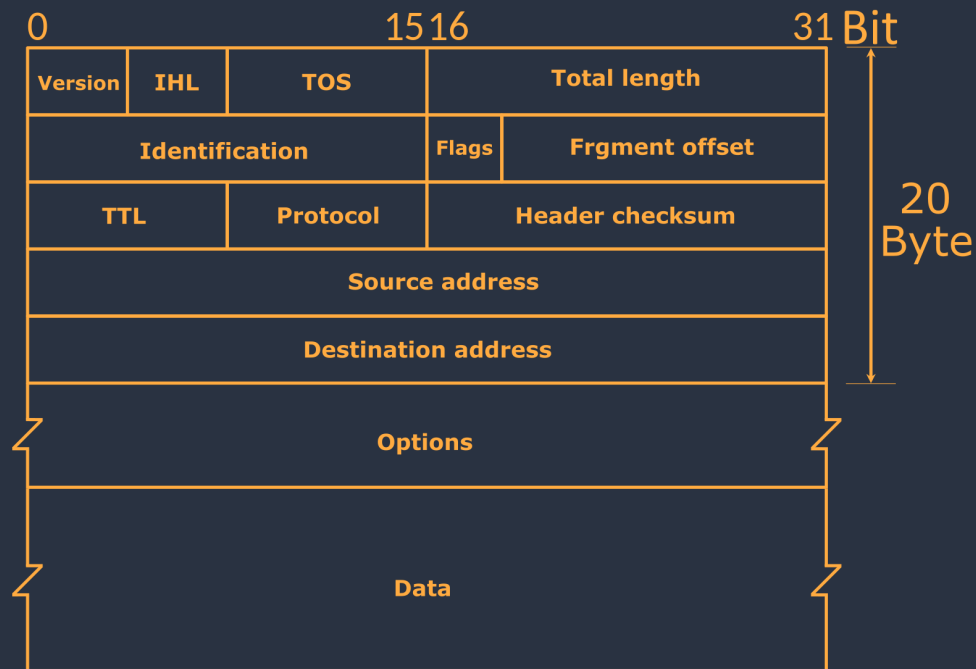 0 15 16 31 Bit
Version IHL TOS Total length
Identification Flags Frgment offset
TTL Protocol Header checksum
20
Byte
Source address
Destination address
Options
Data